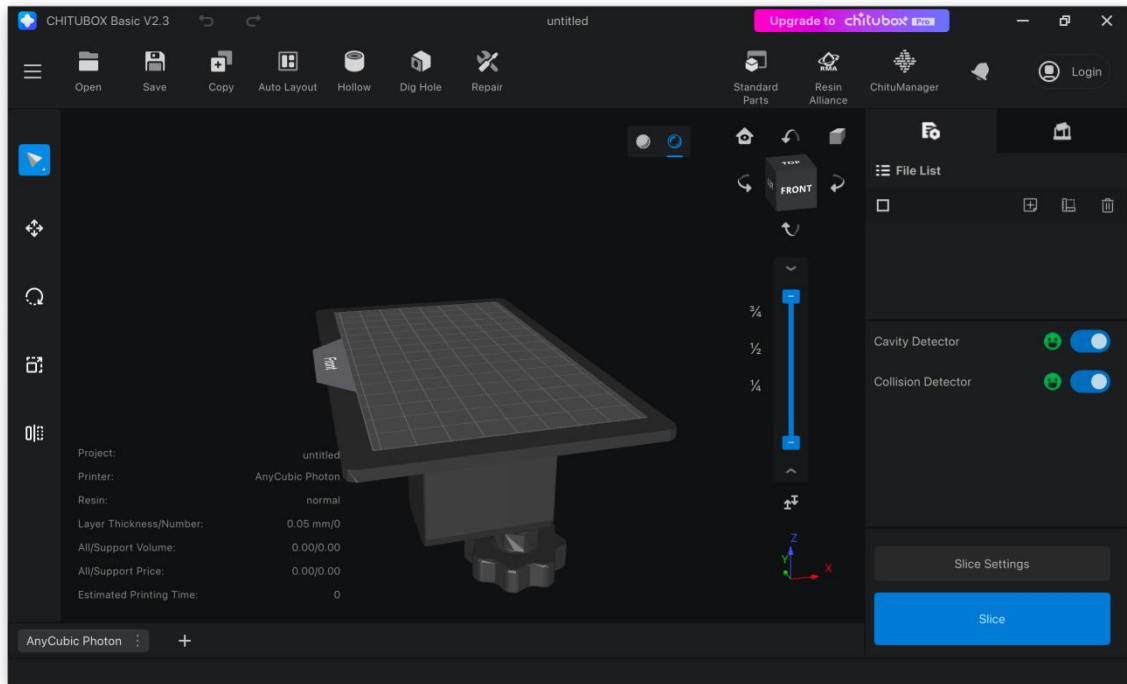 CHITUBOX Basic V2.3
untitled
Upgrade to chitubox Pro
Open
Save
Copy
Auto Layout
Hollow
Dig Hole
Repair
Standard
Parts
RMA
Resin
Alliance
ChituManager
Login
TOP
FRONT
File List
¾
½
¼
Cavity Detector
Collision Detector
Front
Project: untitled
Printer: AnyCubic Photon
Resin: normal
Layer Thickness/Number: 0.05 mm/0
All/Support Volume: 0.00/0.00
All/Support Price: 0.00/0.00
Estimated Printing Time: 0
Z
Y
X
Slice Settings
Slice
AnyCubic Photon